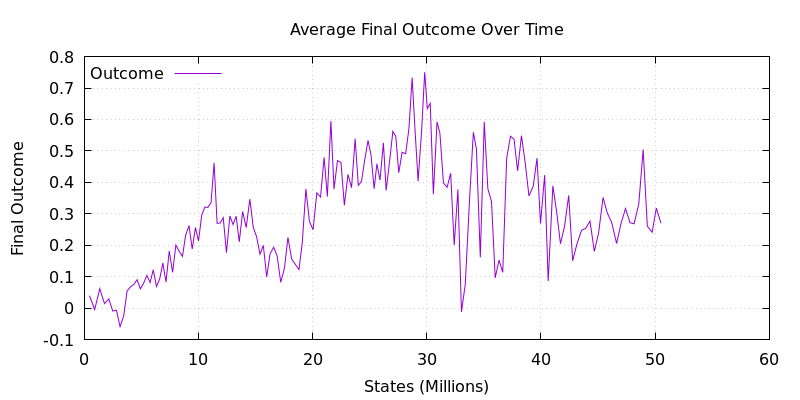 Average Final Outcome Over Time
Outcome
Final Outcome
0.8
0.7
0.6
0.5
0.4
0.3
0.2
0.1
0
-0.1
0 10 20 30 40 50 60
States (Millions)